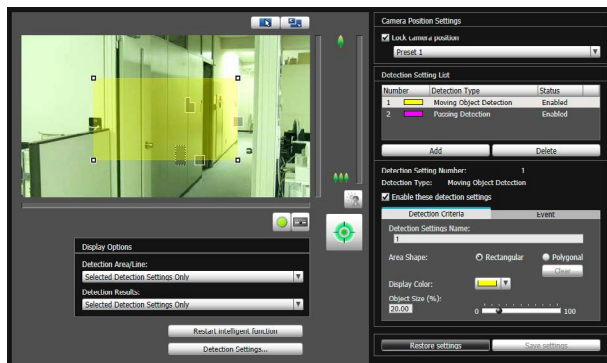 Camera Position Settings
Lock camera position
Preset 1
Detection Setting List
Number Detection Type Status
1 Moving Object Detection Enabled
2 Passing Detection Enabled
Add Delete
Detection Setting Number: 1
Detection Type: Moving Object Detection
Enable these detection settings
Detection Criteria Event
Detection Settings Name:
1
Area Shape: Rectangular Polygonal
Clear
Display Color:
Object Size (%):
20.00 0 100
Restore settings Save settings
Display Options
Detection Area/Line:
Selected Detection Settings Only
Detection Results:
Selected Detection Settings Only
Restart intelligent function
Detection Settings...